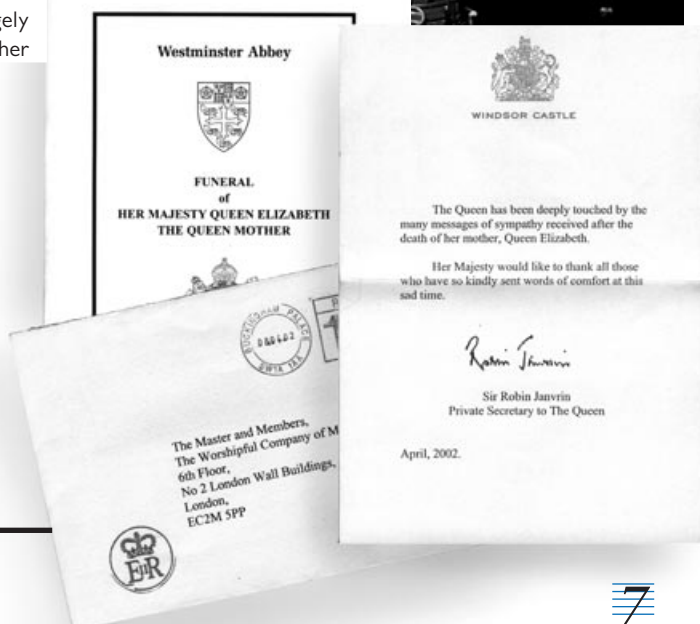 gely
her
Westminster Abbey
FUNERAL
of
HER MAJESTY QUEEN ELIZABETH
THE QUEEN MOTHER
WINDSOR CASTLE
The Queen has been deeply touched by the
many messages of sympathy received after the
death of her mother, Queen Elizabeth.
Her Majesty would like to thank all those
who have so kindly sent words of comfort at this
sad time.
Robin Janvrin
Sir Robin Janvrin
Private Secretary to The Queen
April, 2002.
BUCKINGHAM PALACE
SW1A 1AA
The Master and Members,
The Worshipful Company of M
6th Floor,
No 2 London Wall Buildings,
London,
EC2M 5PP
EIIR
7